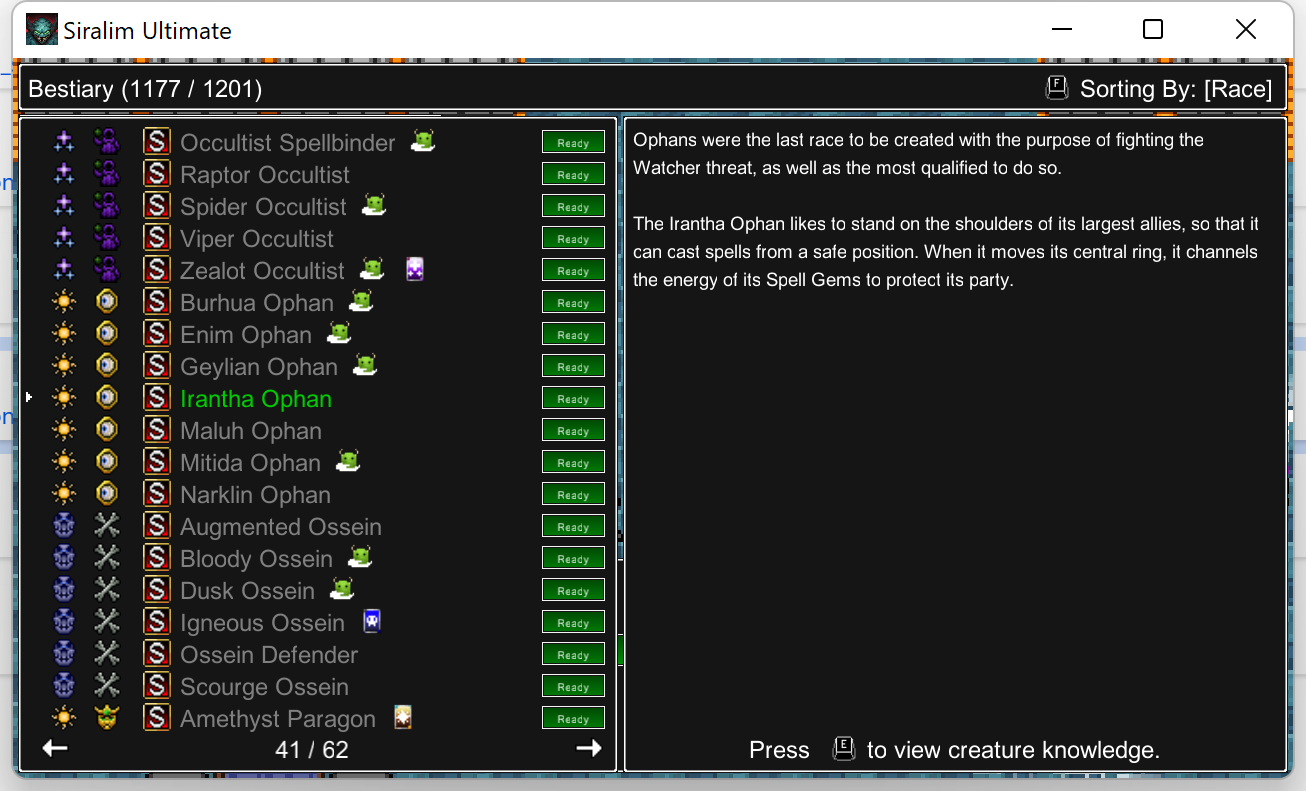 Siralim Ultimate
Bestiary (1177 / 1201)
F Sorting By: [Race]
S Occultist Spellbinder Ready
S Raptor Occultist Ready
S Spider Occultist Ready
S Viper Occultist Ready
S Zealot Occultist Ready
S Burhua Ophan Ready
S Enim Ophan Ready
S Geylian Ophan Ready
S Irantha Ophan Ready
S Maluh Ophan Ready
S Mitida Ophan Ready
S Narklin Ophan Ready
S Augmented Ossein Ready
S Bloody Ossein Ready
S Dusk Ossein Ready
S Igneous Ossein Ready
S Ossein Defender Ready
S Scourge Ossein Ready
S Amethyst Paragon Ready
41 / 62
Ophans were the last race to be created with the purpose of fighting the
Watcher threat, as well as the most qualified to do so.
The Irantha Ophan likes to stand on the shoulders of its largest allies, so that it
can cast spells from a safe position. When it moves its central ring, it channels
the energy of its Spell Gems to protect its party.
Press E to view creature knowledge.